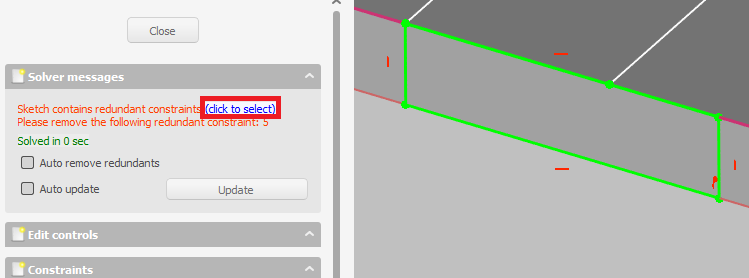 Close
Solver messages
Sketch contains redundant constraints (click to select)
Please remove the following redundant constraint: 5
Solved in 0 sec
Auto remove redundants
Auto update
Update
Edit controls
Constraints